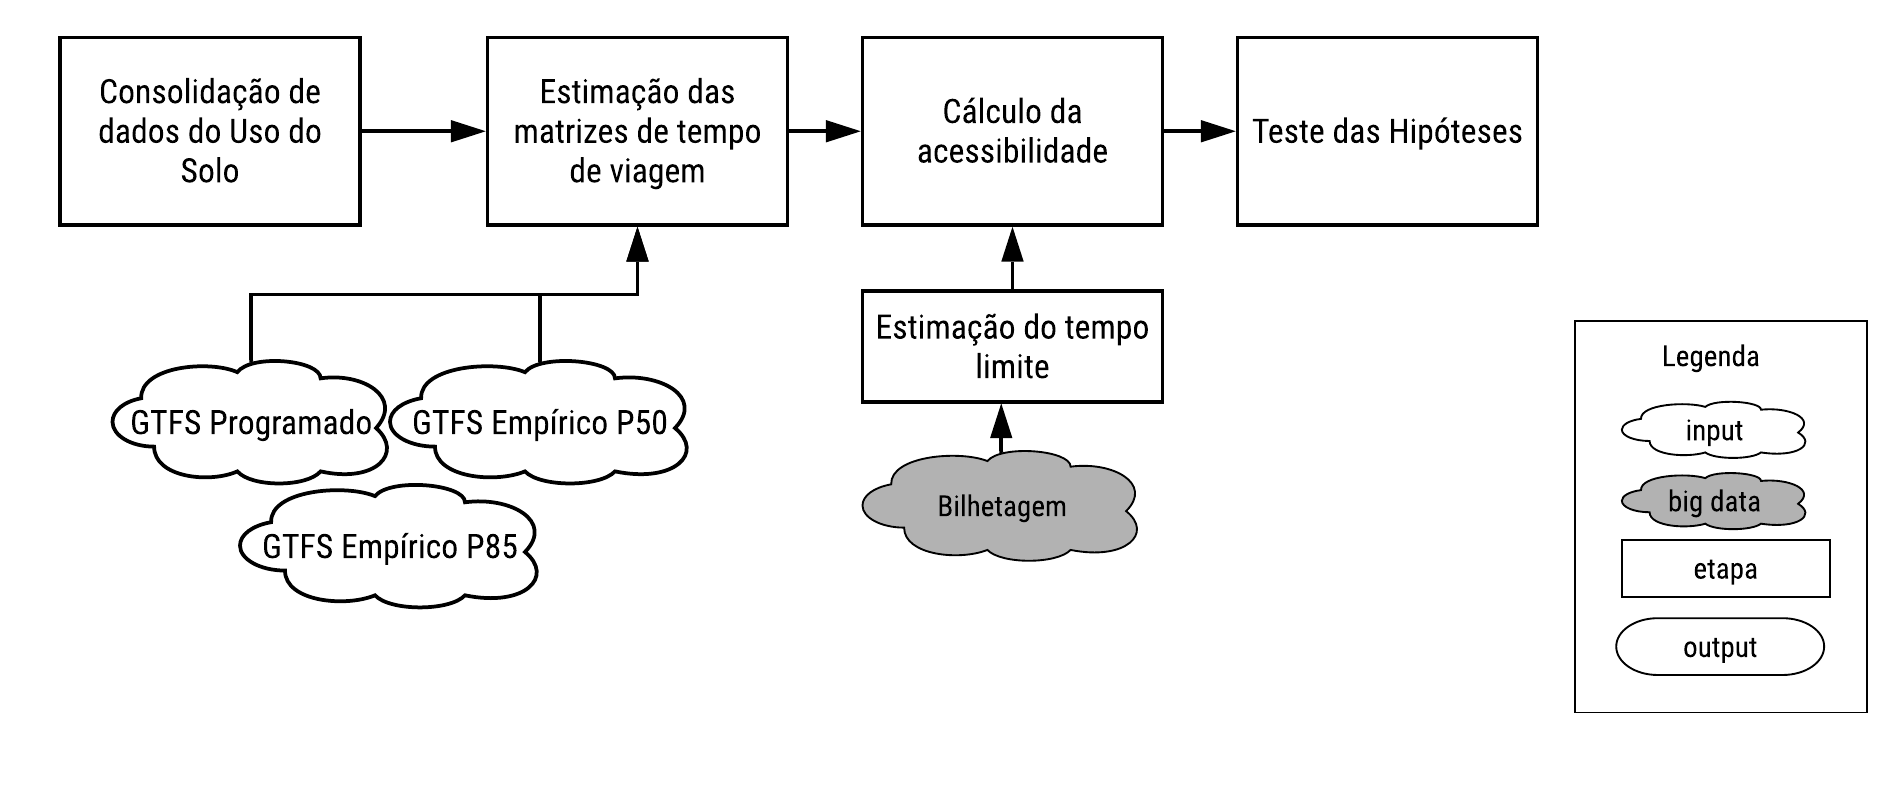 Consolidação de
dados do Uso do
Solo
Estimação das
matrizes de tempo
de viagem
Cálculo da
acessibilidade
Teste das Hipóteses
Estimação do tempo
limite
GTFS Programado
GTFS Empírico P50
GTFS Empírico P85
Bilhetagem
Legenda
input
big data
etapa
output